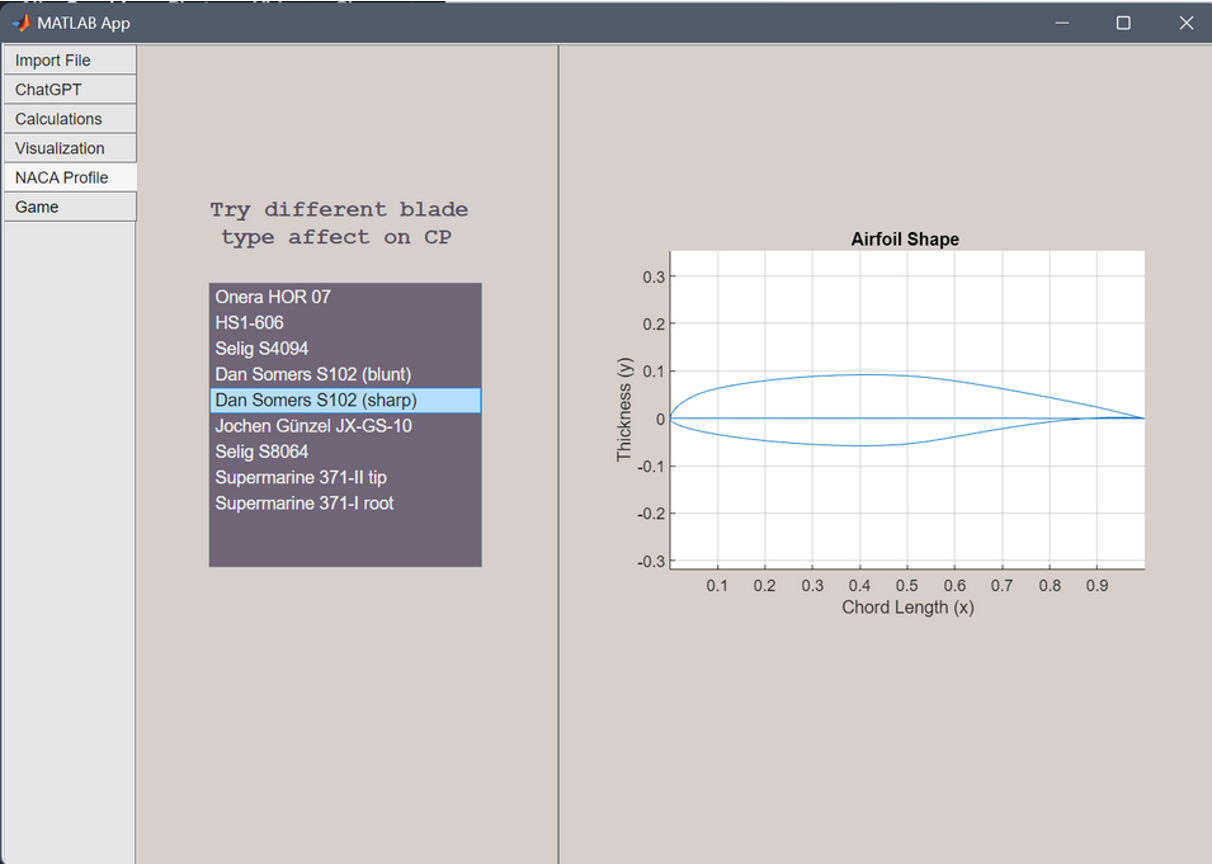 MATLAB App
Import File
ChatGPT
Calculations
Visualization
NACA Profile
Game
Try different blade
type affect on CP
Onera HOR 07
HS1-606
Selig S4094
Dan Somers S102 (blunt)
Dan Somers S102 (sharp)
Jochen Günzel JX-GS-10
Selig S8064
Supermarine 371-II tip
Supermarine 371-I root
Airfoil Shape
Thickness (y)
0.3
0.2
0.1
0
-0.1
-0.2
-0.3
0.1 0.2 0.3 0.4 0.5 0.6 0.7 0.8 0.9
Chord Length (x)